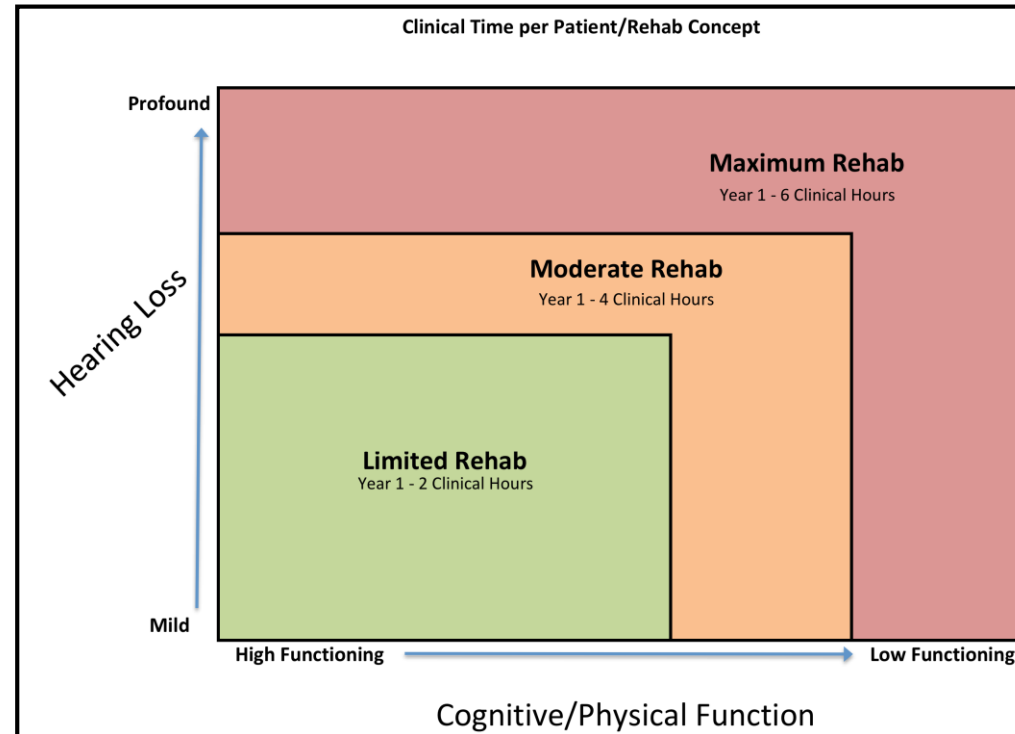 Clinical Time per Patient/Rehab Concept
Profound
Maximum Rehab
Year 1 - 6 Clinical Hours
Moderate Rehab
Year 1 - 4 Clinical Hours
Hearing Loss
Limited Rehab
Year 1 - 2 Clinical Hours
Mild
High Functioning
Low Functioning
Cognitive/Physical Function